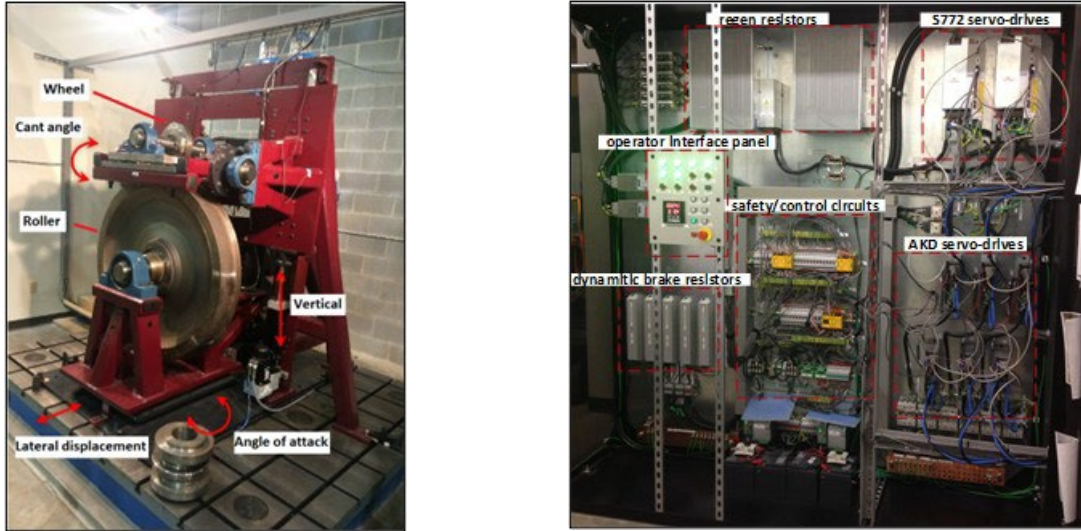 Wheel
Cant angle
Roller
Vertical
Lateral displacement
Angle of attack
regen resistors
S772 servo-drives
operator interface panel
safety/control circuits
AKD servo-drives
dynamitic brake resistors